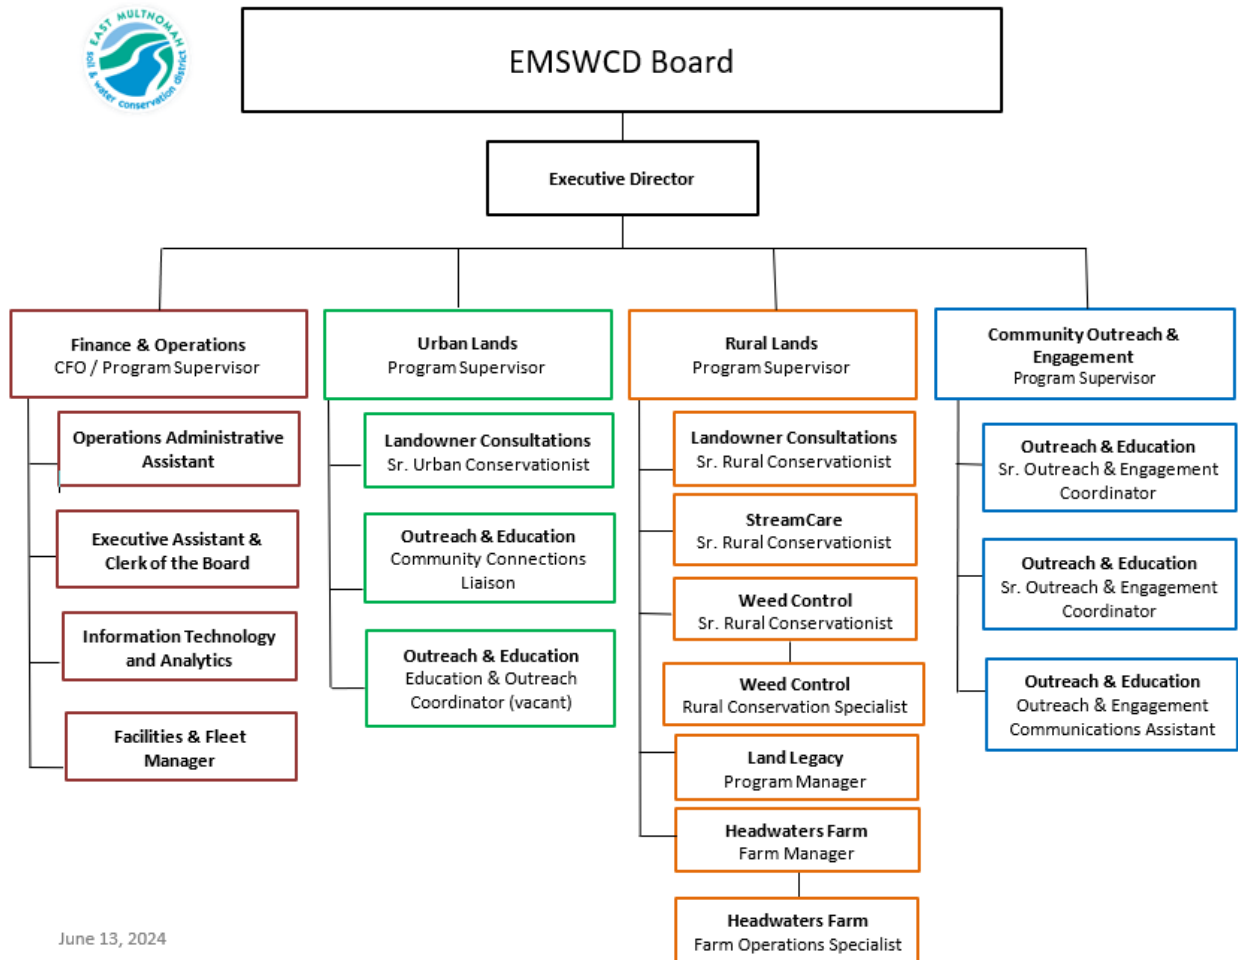 EAST MULTNOMAH
soil & water conservation district
EMSWCD Board
Executive Director
Finance & Operations
CFO / Program Supervisor
Operations Administrative
Assistant
Executive Assistant &
Clerk of the Board
Information Technology
and Analytics
Facilities & Fleet
Manager
Urban Lands
Program Supervisor
Landowner Consultations
Sr. Urban Conservationist
Outreach & Education
Community Connections
Liaison
Outreach & Education
Education & Outreach
Coordinator (vacant)
Rural Lands
Program Supervisor
Landowner Consultations
Sr. Rural Conservationist
StreamCare
Sr. Rural Conservationist
Weed Control
Sr. Rural Conservationist
Weed Control
Rural Conservation Specialist
Land Legacy
Program Manager
Headwaters Farm
Farm Manager
Headwaters Farm
Farm Operations Specialist
Community Outreach &
Engagement
Program Supervisor
Outreach & Education
Sr. Outreach & Engagement
Coordinator
Outreach & Education
Sr. Outreach & Engagement
Coordinator
Outreach & Education
Outreach & Engagement
Communications Assistant
June 13, 2024